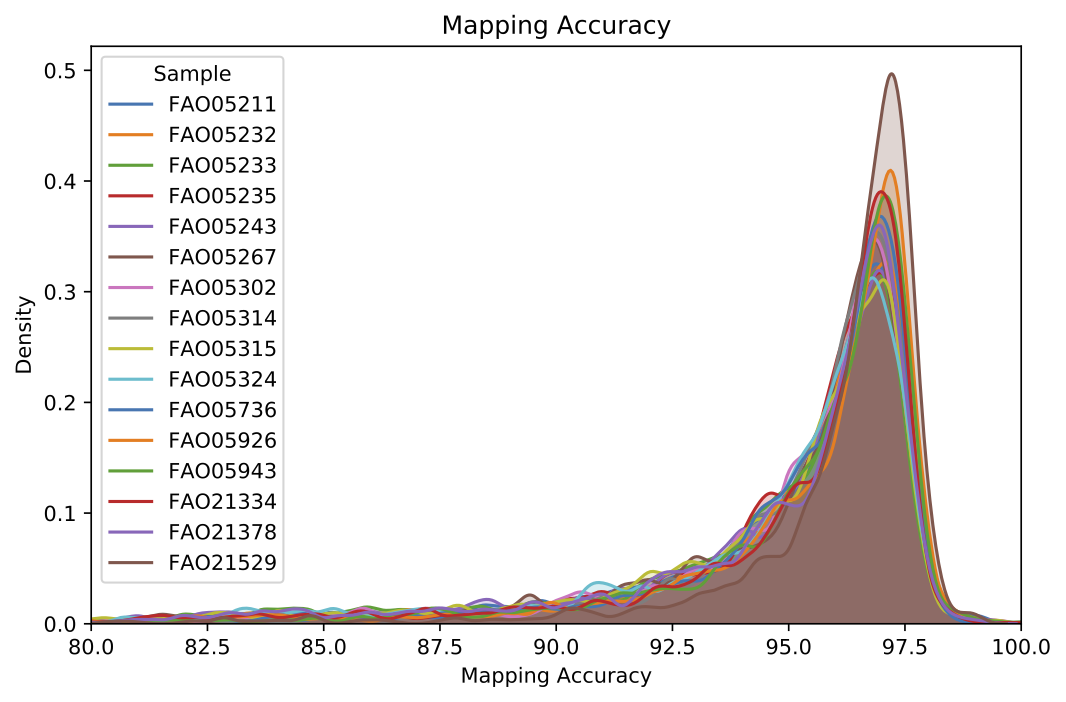 Mapping Accuracy
Density
0.5
0.4
0.3
0.2
0.1
0.0
Sample
FAO05211
FAO05232
FAO05233
FAO05235
FAO05243
FAO05267
FAO05302
FAO05314
FAO05315
FAO05324
FAO05736
FAO05926
FAO05943
FAO21334
FAO21378
FAO21529
80.0 82.5 85.0 87.5 90.0 92.5 95.0 97.5 100.0
Mapping Accuracy